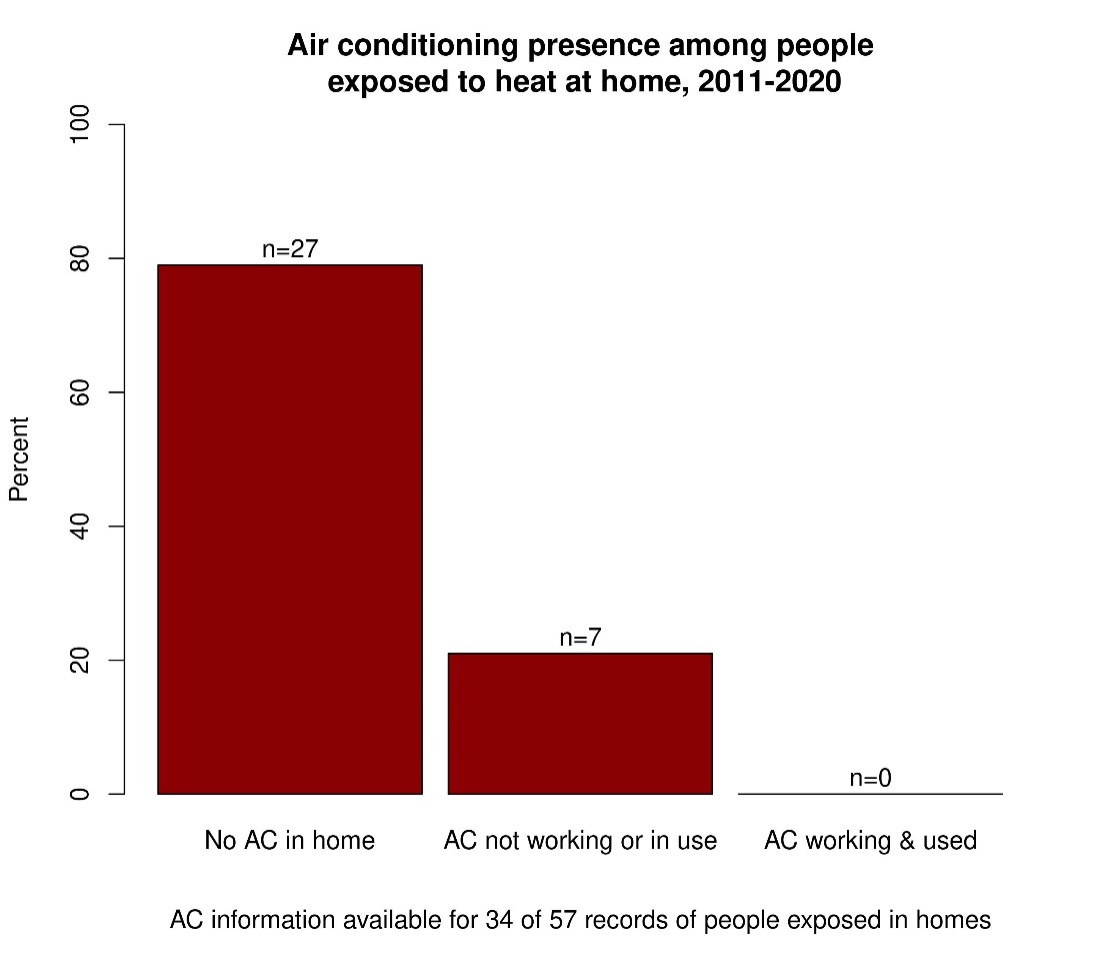 Air conditioning presence among people
exposed to heat at home, 2011-2020
Percent
100
80
60
40
20
0
n=27
n=7
n=0
No AC in home
AC not working or in use
AC working & used
AC information available for 34 of 57 records of people exposed in homes